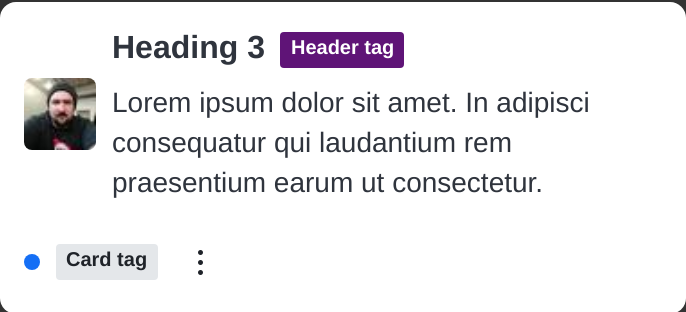 Heading 3 Header tag
Lorem ipsum dolor sit amet. In adipisci
consequatur qui laudantium rem
praesentium earum ut consectetur.
Card tag